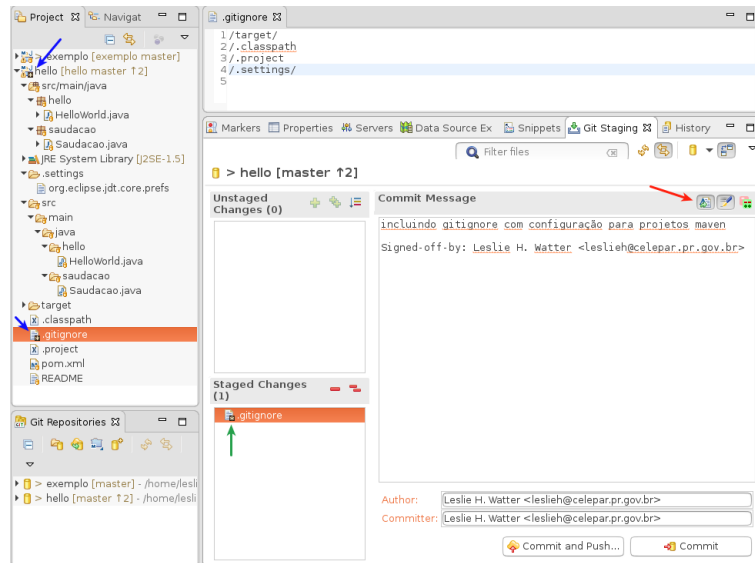 Project
Navigat
> exemplo [exemplo master]
hello [hello master ↑2]
src/main/java
hello
HelloWorld.java
saudacao
Saudacao.java
JRE System Library [J2SE-1.5]
.settings
org.eclipse.jdt.core.prefs
src
main
java
hello
HelloWorld.java
saudacao
Saudacao.java
target
.classpath
.gitignore
.project
pom.xml
README
Git Repositories
> exemplo [master] - /home/lesli
> hello [master ↑2] - /home/lesli
.gitignore
1 /target/
2 /.classpath
3 /.project
4 /.settings/
5
Markers
Properties
Servers
Data Source Ex
Snippets
Git Staging
History
Filter files
> hello [master ↑2]
Unstaged
Changes (0)
Staged Changes
(1)
.gitignore
Commit Message
incluindo gitignore com configuração para projetos maven
Signed-off-by: Leslie H. Watter <leslieh@celepar.pr.gov.br>
Author: Leslie H. Watter <leslieh@celepar.pr.gov.br>
Committer: Leslie H. Watter <leslieh@celepar.pr.gov.br>
Commit and Push...
Commit